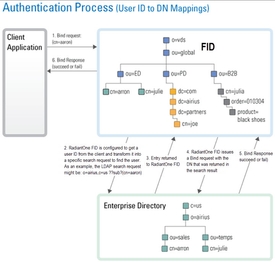 Authentication Process (User ID to DN Mappings)
Client
Application
1. Bind request
(cn=aaron)
6. Bind Response
(succeed or fail)
o=vds
ou=global
FID
ou=ED
ou=PD
ou=B2B
cn=arron
cn=julie
dc=com
dc=airius
dc=partners
cn=joe
cn=julia
order=010304
product=
black shoes
2. RadiantOne FID is configured to get a
user ID from the client and transform it into
a specific search request to find the user.
As an example, the LDAP search request
3. Entry returned
to RadiantOne FID
4. RadiantOne FID issues
a Bind request with the
DN that was returned in
the search result
5. Bind Response
(succeed or fail)
Enterprise Directory
c=us
o=airius
ou=sales
ou=temps
cn=arron
cn=aaron
cn=julie